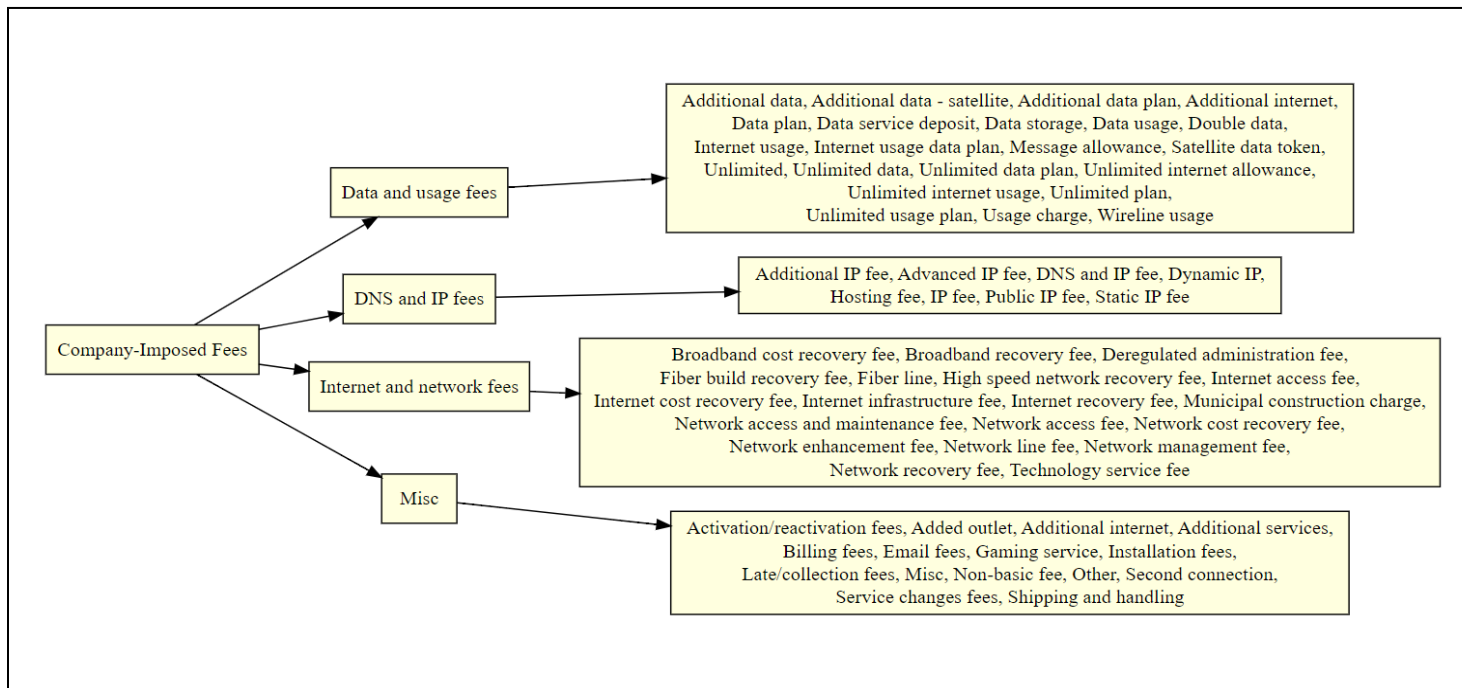 Company-Imposed Fees
Data and usage fees
Additional data, Additional data - satellite, Additional data plan, Additional internet,
Data plan, Data service deposit, Data storage, Data usage, Double data,
Internet usage, Internet usage data plan, Message allowance, Satellite data token,
Unlimited, Unlimited data, Unlimited data plan, Unlimited internet allowance,
Unlimited internet usage, Unlimited plan,
Unlimited usage plan, Usage charge, Wireline usage
DNS and IP fees
Additional IP fee, Advanced IP fee, DNS and IP fee, Dynamic IP,
Hosting fee, IP fee, Public IP fee, Static IP fee
Internet and network fees
Broadband cost recovery fee, Broadband recovery fee, Deregulated administration fee,
Fiber build recovery fee, Fiber line, High speed network recovery fee, Internet access fee,
Internet cost recovery fee, Internet infrastructure fee, Internet recovery fee, Municipal construction charge,
Network access and maintenance fee, Network access fee, Network cost recovery fee,
Network enhancement fee, Network line fee, Network management fee,
Network recovery fee, Technology service fee
Misc
Activation/reactivation fees, Added outlet, Additional internet, Additional services,
Billing fees, Email fees, Gaming service, Installation fees,
Late/collection fees, Misc, Non-basic fee, Other, Second connection,
Service changes fees, Shipping and handling